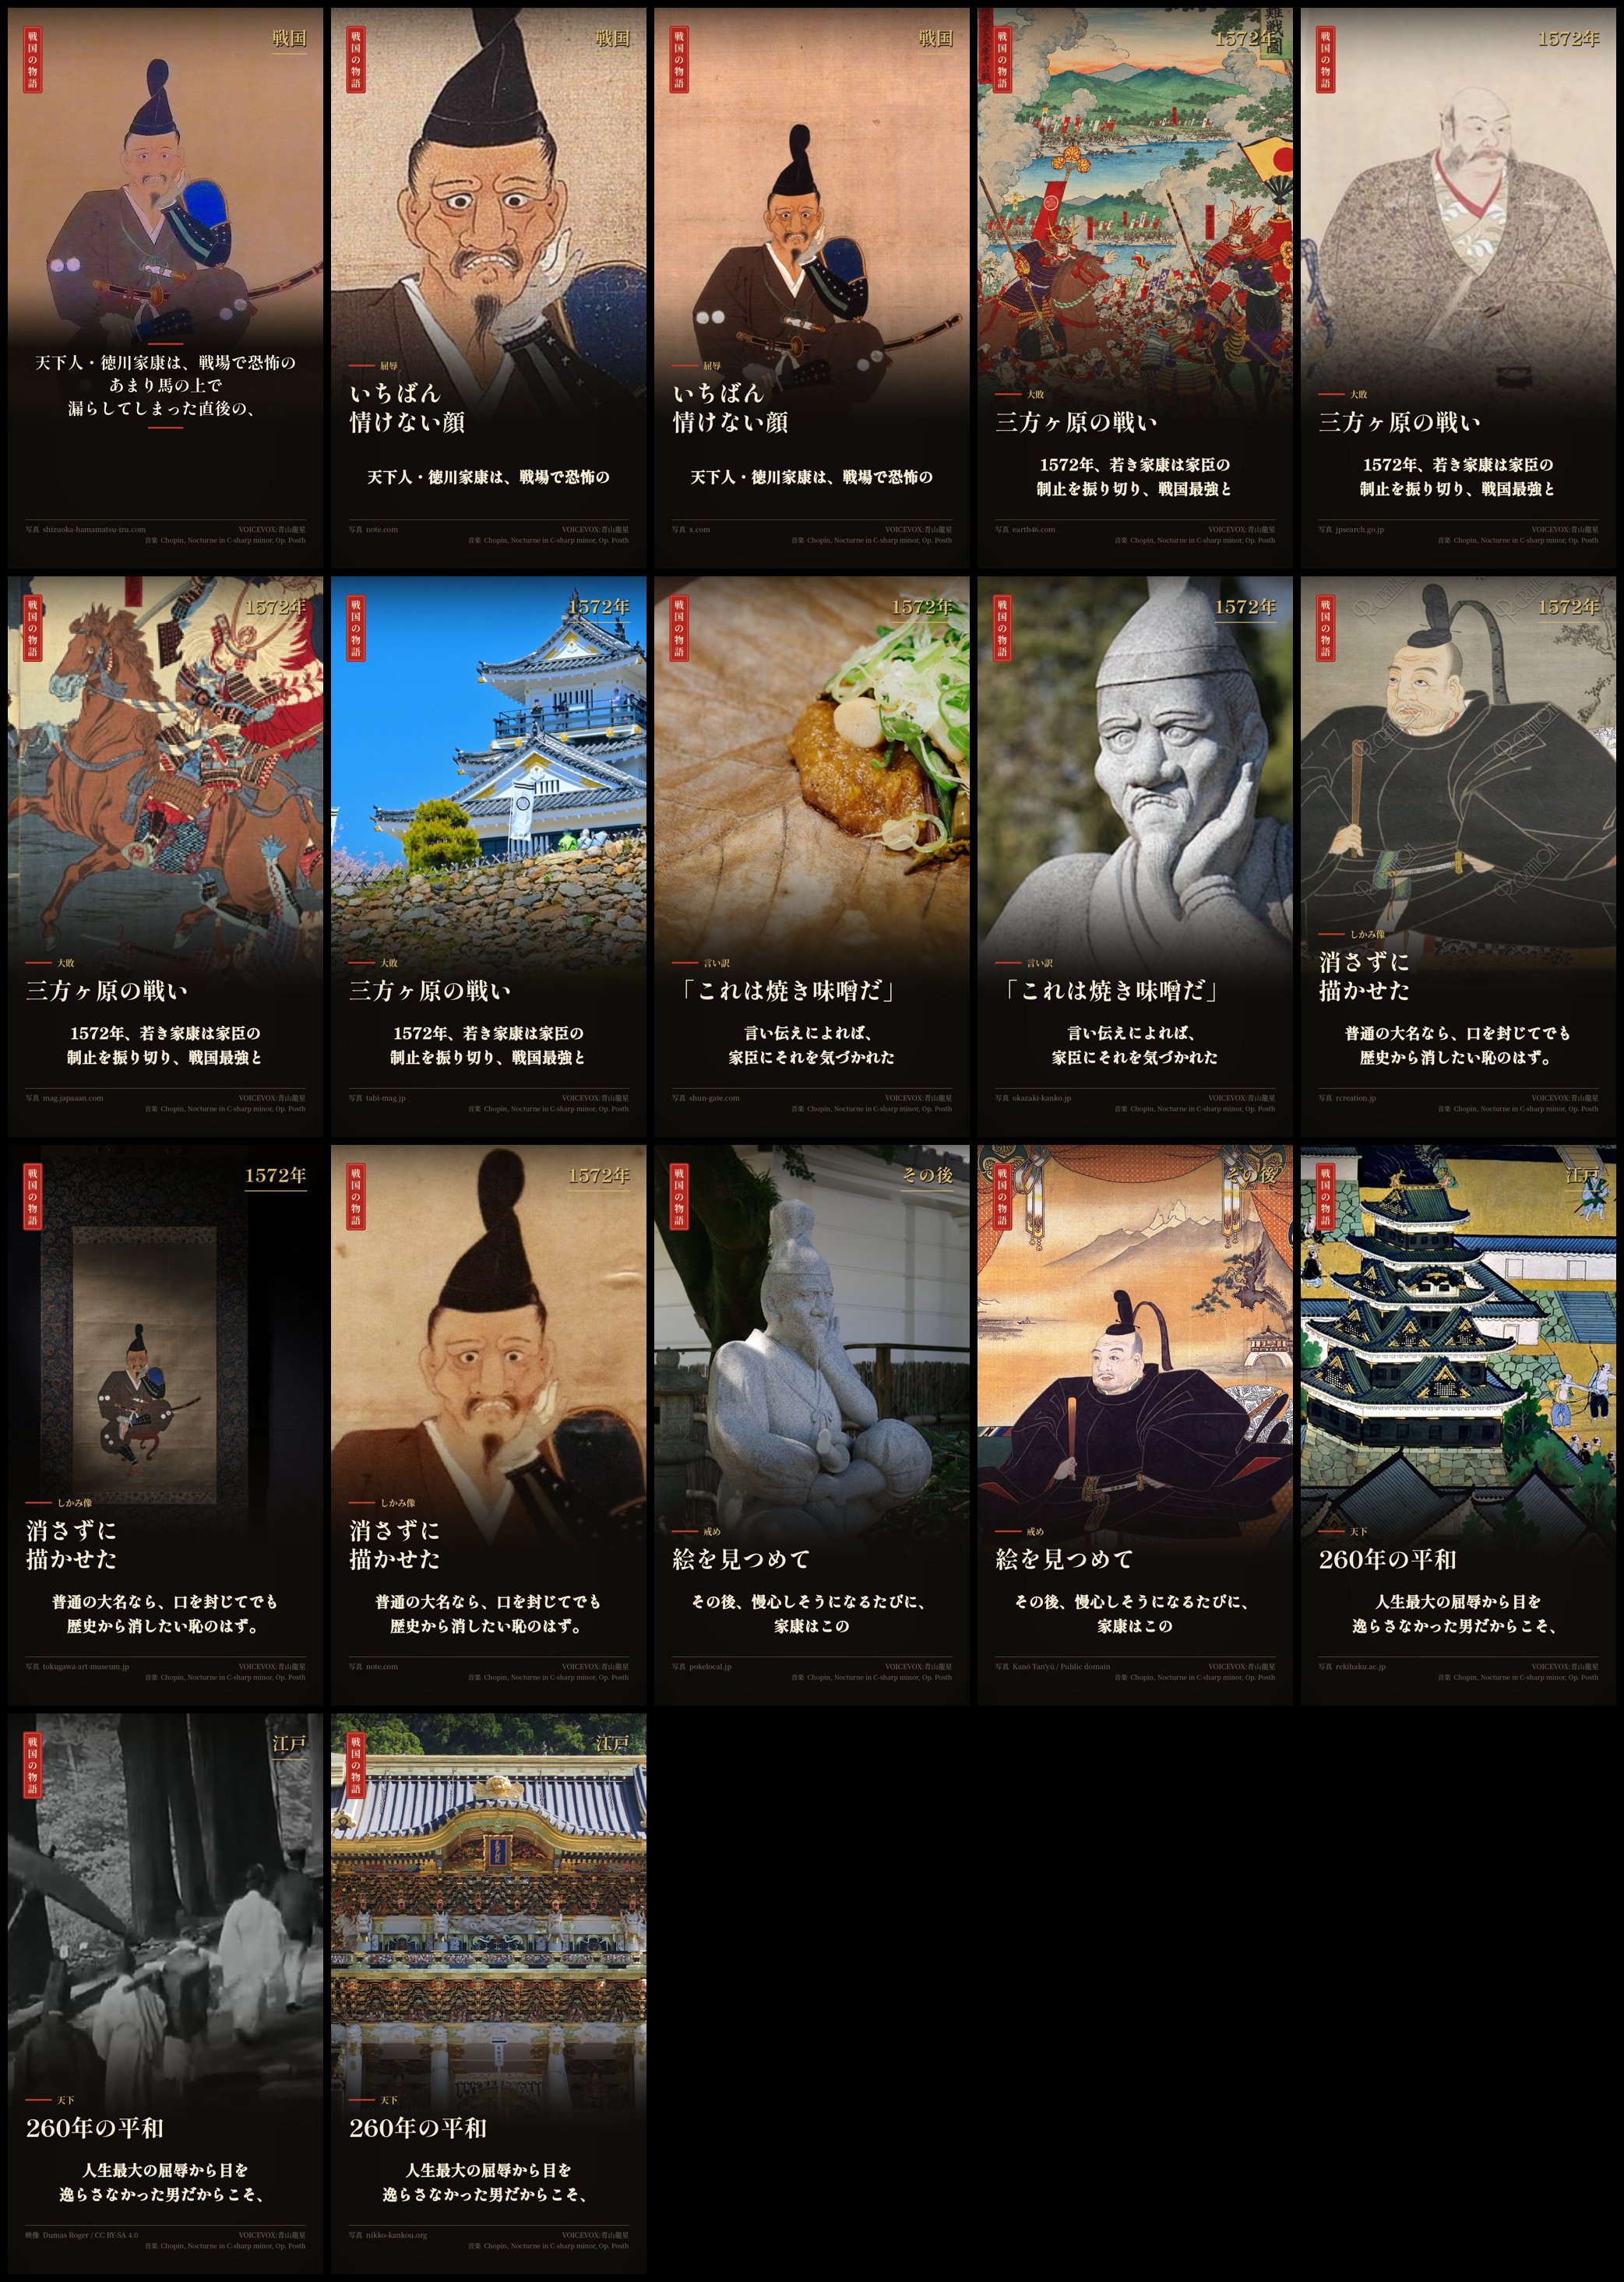 戦国の物語
戦国
天下人・徳川家康は、戦場で恐怖の
あまり馬の上で
漏らしてしまった直後の、
写真 shizuoka-hamamatsu-izu.com
VOICEVOX:青山龍星
音楽 Chopin, Nocturne in C-sharp minor, Op. Posth
戦国の物語
戦国
屈辱
いちばん
情けない顔
天下人・徳川家康は、戦場で恐怖の
写真 note.com
VOICEVOX:青山龍星
音楽 Chopin, Nocturne in C-sharp minor, Op. Posth
戦国の物語
戦国
屈辱
いちばん
情けない顔
天下人・徳川家康は、戦場で恐怖の
写真 x.com
VOICEVOX:青山龍星
音楽 Chopin, Nocturne in C-sharp minor, Op. Posth
戦国の物語
1572年
大敗
三方ヶ原の戦い
1572年、若き家康は家臣の
制止を振り切り、戦国最強と
写真 earth46.com
VOICEVOX:青山龍星
音楽 Chopin, Nocturne in C-sharp minor, Op. Posth
戦国の物語
1572年
大敗
三方ヶ原の戦い
1572年、若き家康は家臣の
制止を振り切り、戦国最強と
写真 jpsearch.go.jp
VOICEVOX:青山龍星
音楽 Chopin, Nocturne in C-sharp minor, Op. Posth
戦国の物語
1572年
大敗
三方ヶ原の戦い
1572年、若き家康は家臣の
制止を振り切り、戦国最強と
写真 mag.japaaan.com
VOICEVOX:青山龍星
音楽 Chopin, Nocturne in C-sharp minor, Op. Posth
戦国の物語
1572年
大敗
三方ヶ原の戦い
1572年、若き家康は家臣の
制止を振り切り、戦国最強と
写真 tabi-mag.jp
VOICEVOX:青山龍星
音楽 Chopin, Nocturne in C-sharp minor, Op. Posth
戦国の物語
1572年
言い訳
「これは焼き味噌だ」
言い伝えによれば、
家臣にそれを気づかれた
写真 shun-gate.com
VOICEVOX:青山龍星
音楽 Chopin, Nocturne in C-sharp minor, Op. Posth
戦国の物語
1572年
言い訳
「これは焼き味噌だ」
言い伝えによれば、
家臣にそれを気づかれた
写真 okazaki-kanko.jp
VOICEVOX:青山龍星
音楽 Chopin, Nocturne in C-sharp minor, Op. Posth
戦国の物語
1572年
しかみ像
消さずに
描かせた
普通の大名なら、口を封じてでも
歴史から消したい恥のはず。
写真 rcreation.jp
VOICEVOX:青山龍星
音楽 Chopin, Nocturne in C-sharp minor, Op. Posth
戦国の物語
1572年
しかみ像
消さずに
描かせた
普通の大名なら、口を封じてでも
歴史から消したい恥のはず。
写真 tokugawa-art-museum.jp
VOICEVOX:青山龍星
音楽 Chopin, Nocturne in C-sharp minor, Op. Posth
戦国の物語
1572年
しかみ像
消さずに
描かせた
普通の大名なら、口を封じてでも
歴史から消したい恥のはず。
写真 note.com
VOICEVOX:青山龍星
音楽 Chopin, Nocturne in C-sharp minor, Op. Posth
戦国の物語
その後
戒め
絵を見つめて
その後、慢心しそうになるたびに、
家康はこの
写真 pokelocal.jp
VOICEVOX:青山龍星
音楽 Chopin, Nocturne in C-sharp minor, Op. Posth
戦国の物語
その後
戒め
絵を見つめて
その後、慢心しそうになるたびに、
家康はこの
写真 Kanō Tan'yū / Public domain
VOICEVOX:青山龍星
音楽 Chopin, Nocturne in C-sharp minor, Op. Posth
戦国の物語
江戸
天下
260年の平和
人生最大の屈辱から目を
逸らさなかった男だからこそ、
写真 rekihaku.ac.jp
VOICEVOX:青山龍星
音楽 Chopin, Nocturne in C-sharp minor, Op. Posth
戦国の物語
江戸
天下
260年の平和
人生最大の屈辱から目を
逸らさなかった男だからこそ、
映像 Dumas Roger / CC BY-SA 4.0
VOICEVOX:青山龍星
音楽 Chopin, Nocturne in C-sharp minor, Op. Posth
戦国の物語
江戸
天下
260年の平和
人生最大の屈辱から目を
逸らさなかった男だからこそ、
写真 nikko-kankou.org
VOICEVOX:青山龍星
音楽 Chopin, Nocturne in C-sharp minor, Op. Posth